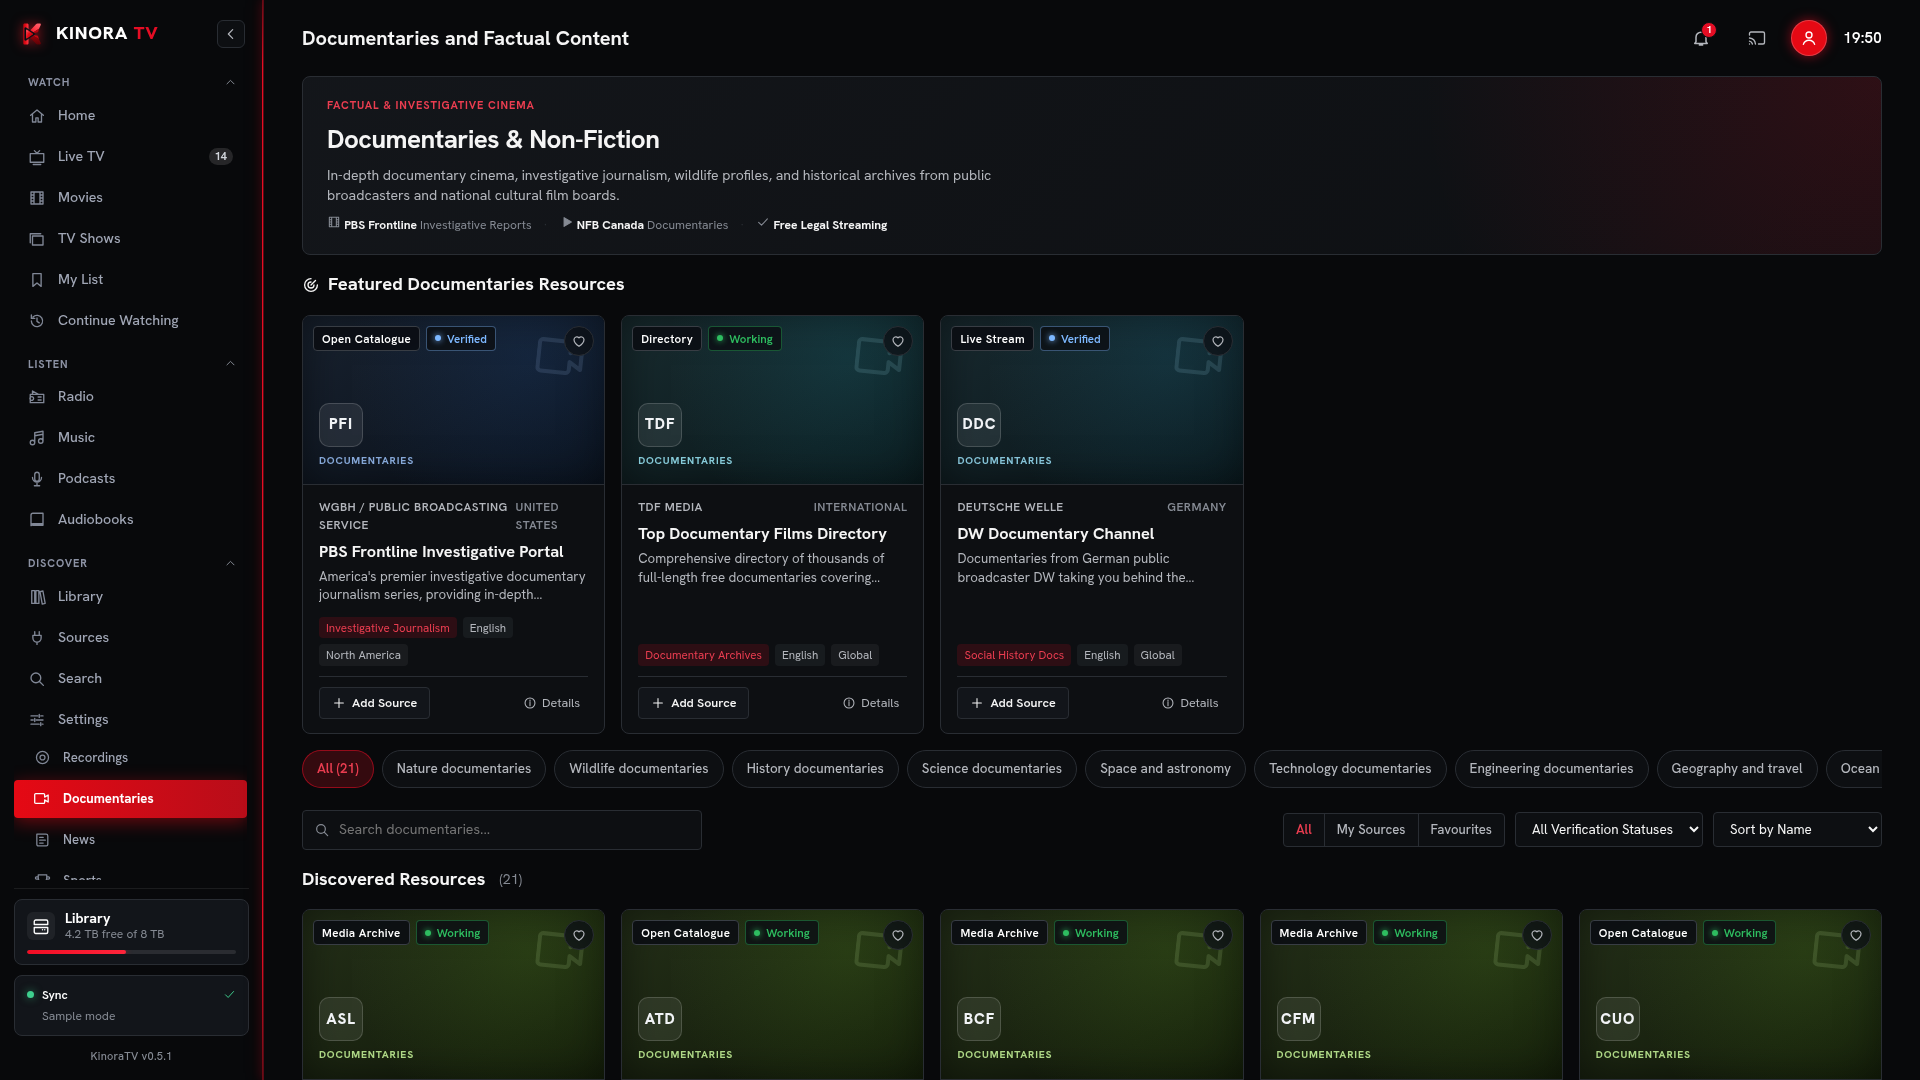 KINORA TV
WATCH
Home
Live TV 14
Movies
TV Shows
My List
Continue Watching
LISTEN
Radio
Music
Podcasts
Audiobooks
DISCOVER
Library
Sources
Search
Settings
Recordings
Documentaries
News
Sports
Library
4.2 TB free of 8 TB
Sync
Sample mode
KinoraTV v0.5.1
Documentaries and Factual Content
1
19:50
FACTUAL & INVESTIGATIVE CINEMA
Documentaries & Non-Fiction
In-depth documentary cinema, investigative journalism, wildlife profiles, and historical archives from public
broadcasters and national cultural film boards.
PBS Frontline Investigative Reports · NFB Canada Documentaries · Free Legal Streaming
Featured Documentaries Resources
Open Catalogue Verified
PFI
DOCUMENTARIES
WGBH / PUBLIC BROADCASTING UNITED
SERVICE STATES
PBS Frontline Investigative Portal
America's premier investigative documentary
journalism series, providing in-depth...
Investigative Journalism English
North America
Add Source Details
Directory Working
TDF
DOCUMENTARIES
TDF MEDIA INTERNATIONAL
Top Documentary Films Directory
Comprehensive directory of thousands of
full-length free documentaries covering...
Documentary Archives English Global
Add Source Details
Live Stream Verified
DDC
DOCUMENTARIES
DEUTSCHE WELLE GERMANY
DW Documentary Channel
Documentaries from German public
broadcaster DW taking you behind the...
Social History Docs English Global
Add Source Details
All (21) Nature documentaries Wildlife documentaries History documentaries Science documentaries Space and astronomy Technology documentaries Engineering documentaries Geography and travel Ocean
Search documentaries...
All My Sources Favourites All Verification Statuses Sort by Name
Discovered Resources (21)
Media Archive Working
ASL
DOCUMENTARIES
Open Catalogue Working
ATD
DOCUMENTARIES
Media Archive Working
BCF
DOCUMENTARIES
Media Archive Working
CFM
DOCUMENTARIES
Open Catalogue Working
CUO
DOCUMENTARIES